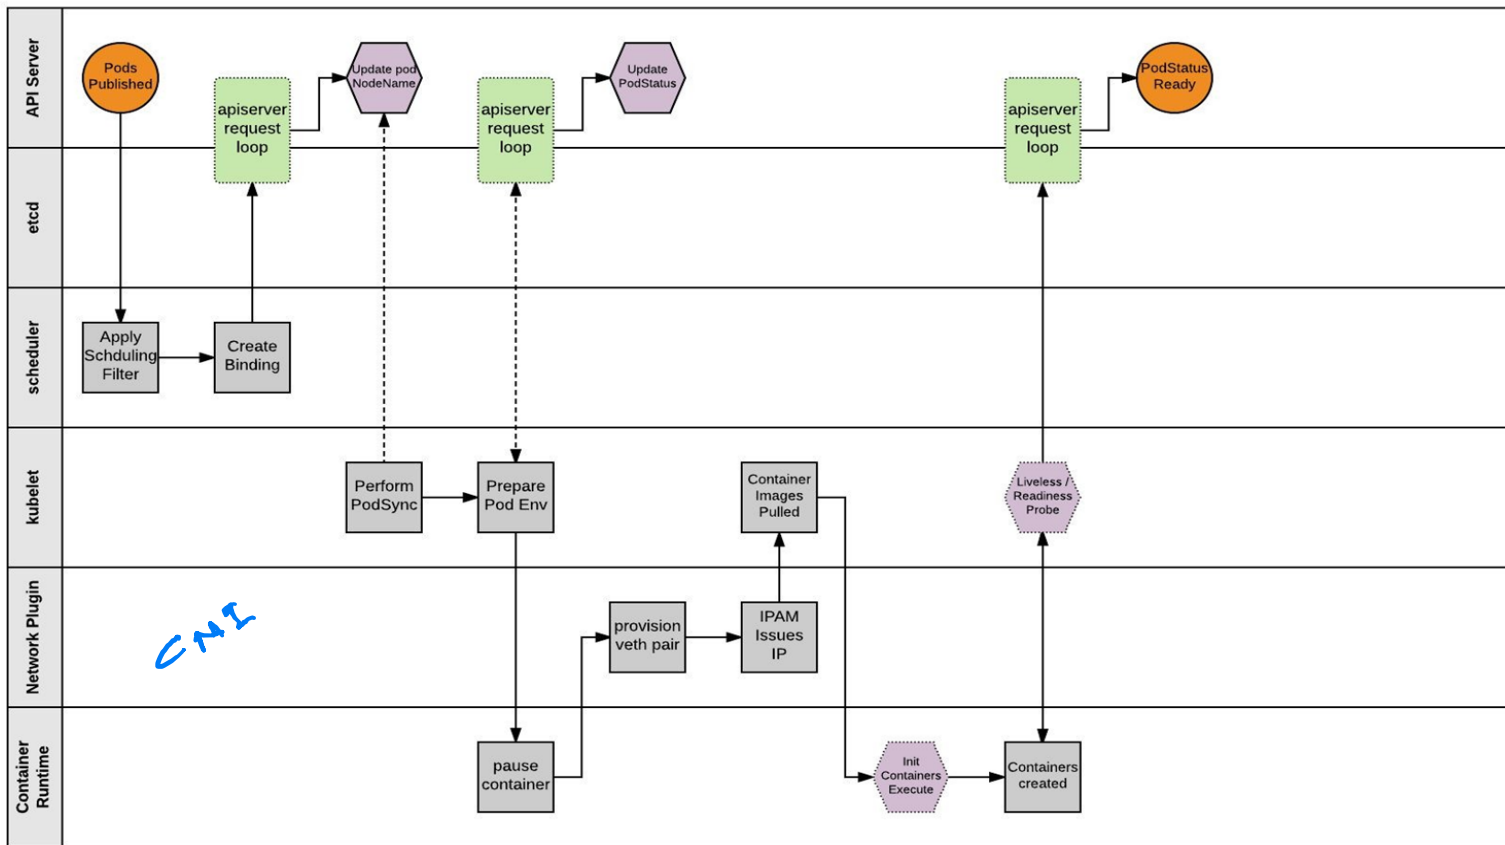 API Server
Pods
Published
apiserver
request
loop
Update pod
NodeName
apiserver
request
loop
Update
PodStatus
apiserver
request
loop
PodStatus
Ready
etcd
scheduler
Apply
Schduling
Filter
Create
Binding
kubelet
Perform
PodSync
Prepare
Pod Env
Container
Images
Pulled
Liveless /
Readiness
Probe
Network Plugin
CNI
provision
veth pair
IPAM
Issues
IP
Container
Runtime
pause
container
Init
Containers
Execute
Containers
created